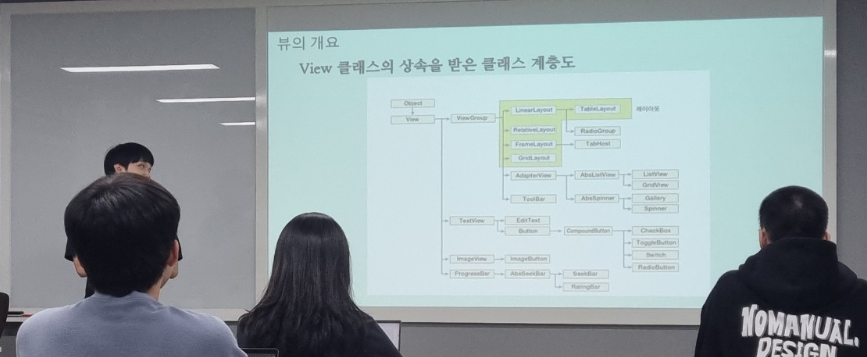 뷰의 개요
View 클래스의 상속을 받은 클래스 계층도
Object
View
ViewGroup
LinearLayout
TableLayout
레이아웃
RelativeLayout
RadioGroup
FrameLayout
TabHost
GridLayout
AdapterView
AbsListView
ListView
GridView
ToolBar
AbsSpinner
Gallery
Spinner
TextView
EditText
Button
CompoundButton
CheckBox
ToggleButton
Switch
RadioButton
ImageView
ImageButton
ProgressBar
AbsSeekBar
SeekBar
RatingBar
NOMANUAL.
DESIGN